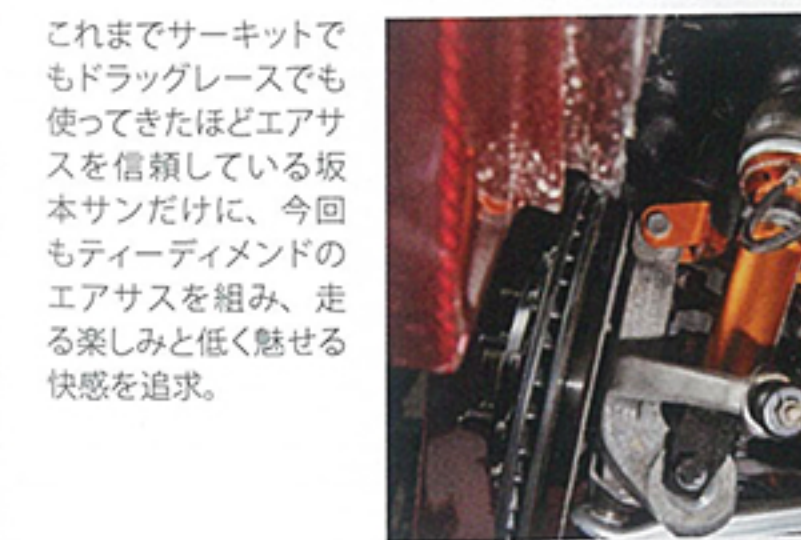 これまでサーキットで
もドラッグレースでも
使ってきたほどエアサ
スを信頼している坂
本サンだけに、今回
もティーディメンドの
エアサスを組み、走
る楽しみと低く魅せる
快感を追求。